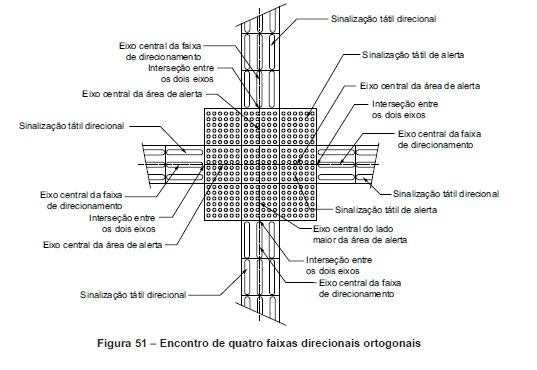 Sinalização tátil direcional
Eixo central da faixa
de direcionamento
Interseção entre
os dois eixos
Eixo central da área de alerta
Sinalização tátil direcional
Sinalização tátil de alerta
Eixo central da área de alerta
Interseção entre
os dois eixos
Eixo central da faixa
de direcionamento
Eixo central da faixa
de direcionamento
Interseção entre
os dois eixos
Eixo central da área de alerta
Sinalização tátil direcional
Sinalização tátil de alerta
Eixo central do lado
maior da área de alerta
Interseção entre
os dois eixos
Eixo central da faixa
de direcionamento
Sinalização tátil direcional
Figura 51 – Encontro de quatro faixas direcionais ortogonais